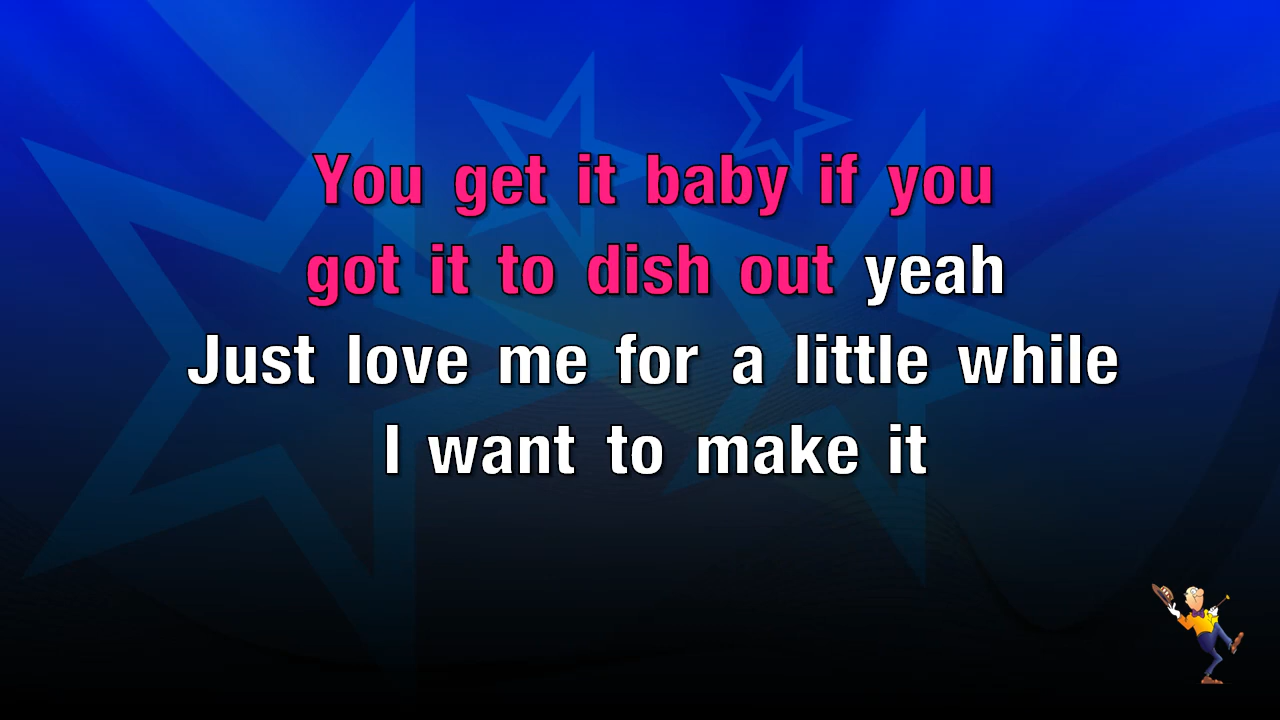 You get it baby if you
got it to dish out yeah
Just love me for a little while
I want to make it